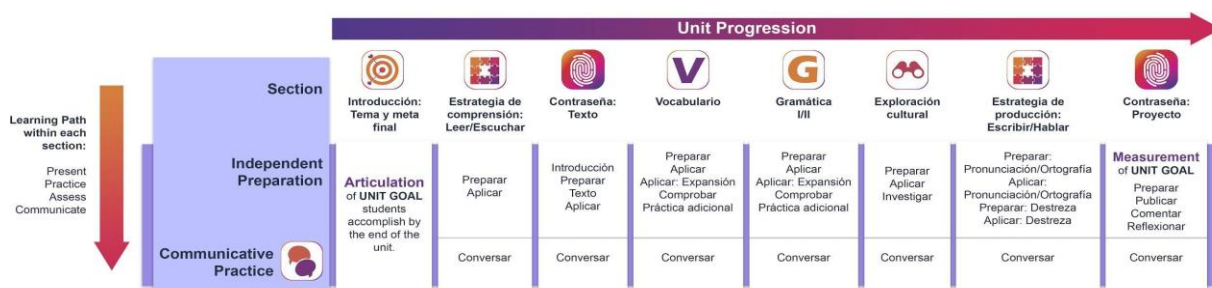 Unit Progression
Learning Path
within each
section:
Present
Practice
Assess
Communicate
Section
Introducción:
Tema y meta
final
Estrategia de
comprensión:
Leer/Escuchar
Contraseña:
Texto
V
Vocabulario
G
Gramática
I/II
Exploración
cultural
Estrategia de
producción:
Escribir/Hablar
Contraseña:
Proyecto
Independent
Preparation
Articulation
of UNIT GOAL
students
accomplish by
the end of the
unit.
Preparar
Aplicar
Introducción
Preparar
Texto
Aplicar
Preparar
Aplicar
Aplicar: Expansión
Comprobar
Práctica adicional
Preparar
Aplicar
Aplicar: Expansión
Comprobar
Práctica adicional
Preparar
Aplicar
Investigar
Preparar:
Pronunciación/Ortografía
Aplicar:
Pronunciación/Ortografía
Preparar: Destreza
Aplicar: Destreza
Measurement
of UNIT GOAL
Preparar
Publicar
Comentar
Reflexionar
Communicative
Practice
Conversar
Conversar
Conversar
Conversar
Conversar
Conversar
Conversar